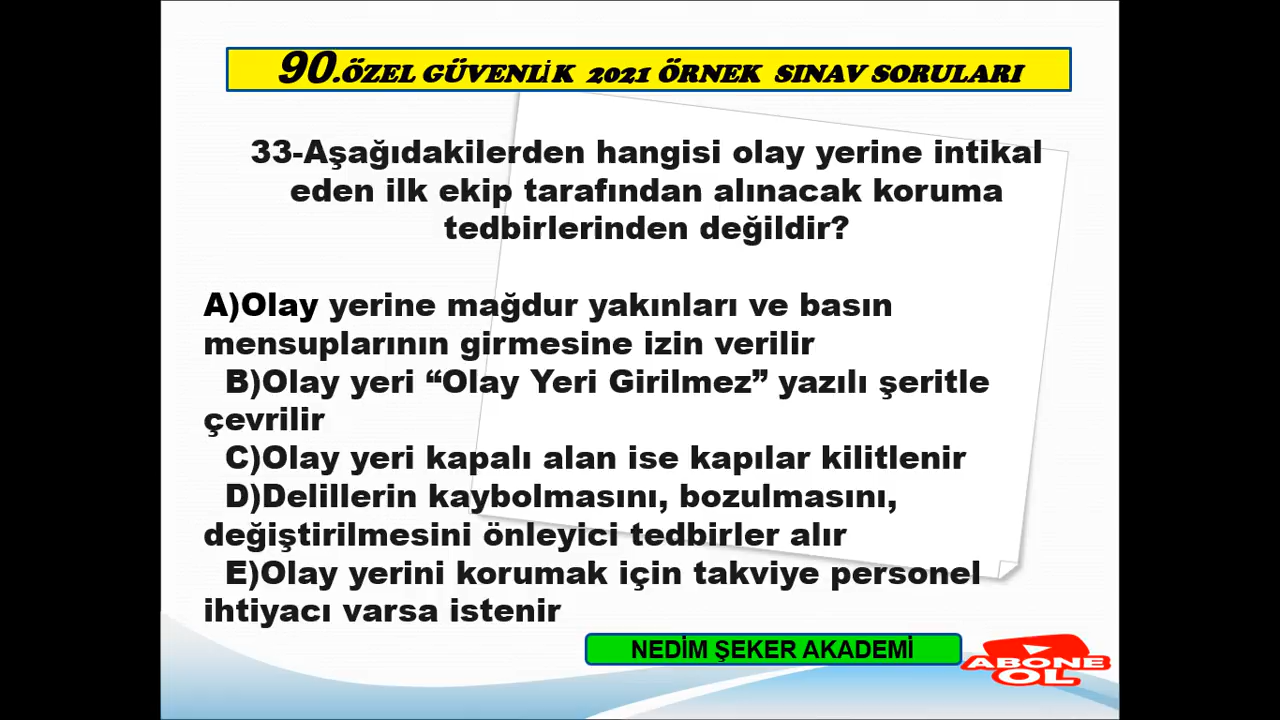 90.ÖZEL GÜVENLİK 2021 ÖRNEK SINAV SORULARI
33-Aşağıdakilerden hangisi olay yerine intikal
eden ilk ekip tarafından alınacak koruma
tedbirlerinden değildir?
A)Olay yerine mağdur yakınları ve basın
mensuplarının girmesine izin verilir
B)Olay yeri “Olay Yeri Girilmez” yazılı şeritle
çevrilir
C)Olay yeri kapalı alan ise kapılar kilitlenir
D)Delillerin kaybolmasını, bozulmasını,
değiştirilmesini önleyici tedbirler alır
E)Olay yerini korumak için takviye personel
ihtiyacı varsa istenir
NEDİM ŞEKER AKADEMİ
ABONE
OL